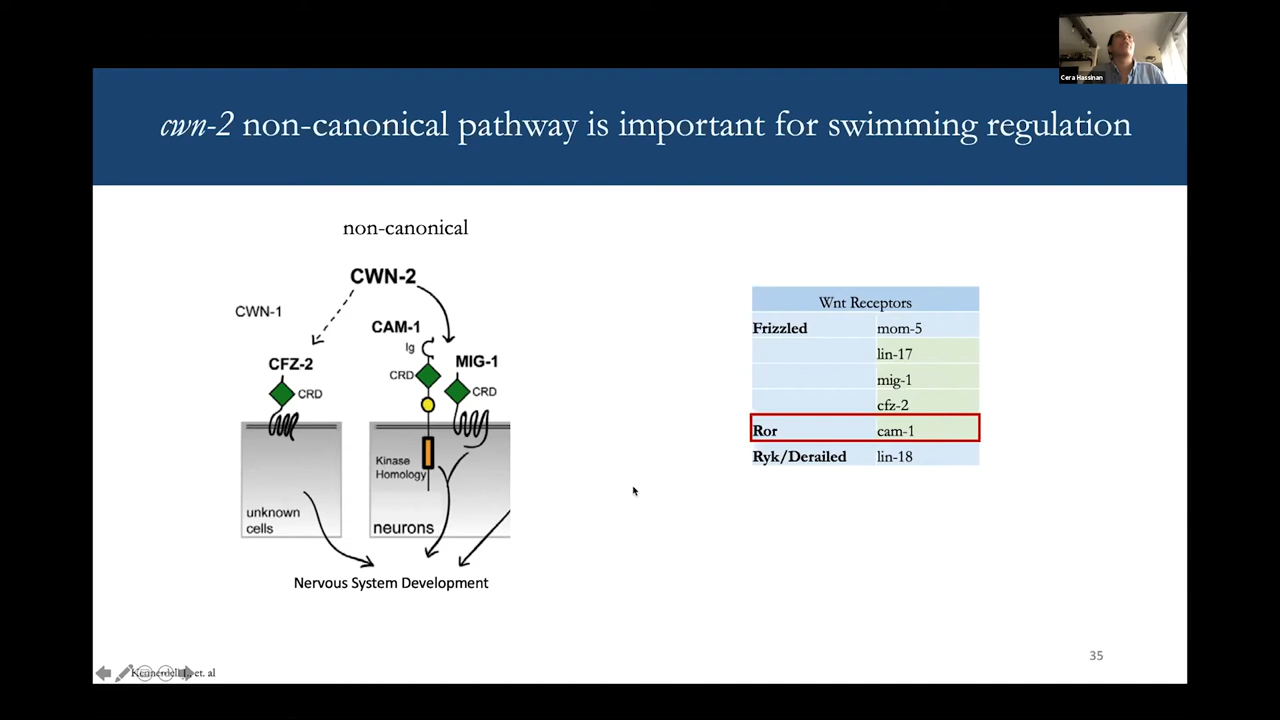 Cera Hassinan
cwn-2 non-canonical pathway is important for swimming regulation
non-canonical
CWN-2
CWN-1
CAM-1
Ig
CFZ-2
MIG-1
CRD
CRD
CRD
Kinase
Homology
unknown
cells
neurons
Nervous System Development
Wnt Receptors
Frizzled mom-5
lin-17
mig-1
cfz-2
Ror cam-1
Ryk/Derailed lin-18
35
et. al